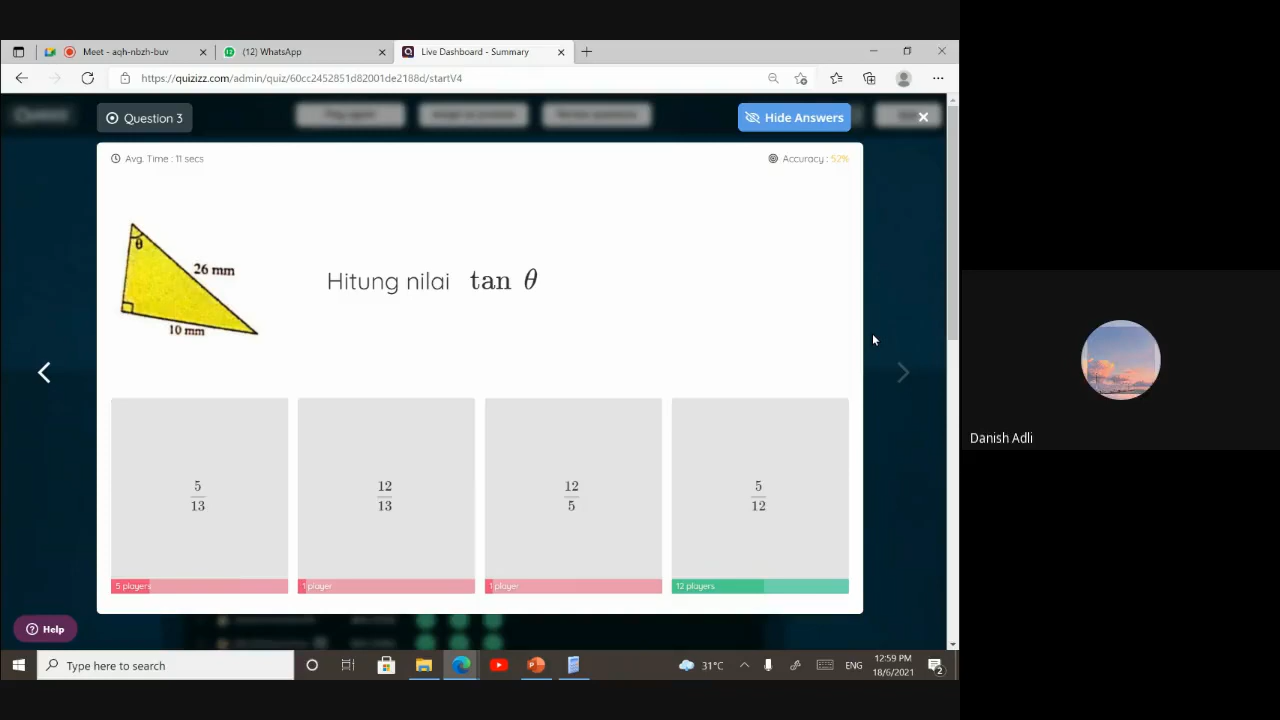 Meet - aqh-nbzh-buv
(12) WhatsApp
Live Dashboard - Summary
https://quizizz.com/admin/quiz/60cc2452851d82001de2188d/startV4
Question 3
Hide Answers
Avg. Time : 11 secs
Accuracy : 52%
θ
26 mm
10 mm
Hitung nilai tan θ
5/13
12/13
12/5
5/12
5 players
1 player
1 player
12 players
Help
Danish Adli
Type here to search
31°C
ENG
12:59 PM
18/6/2021
2